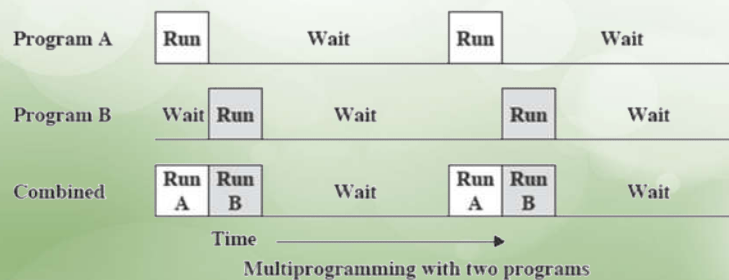 Program A Run Wait Run Wait
Program B Wait Run Wait Run Wait
Combined Run A Run B Wait Run A Run B Wait
Time
Multiprogramming with two programs